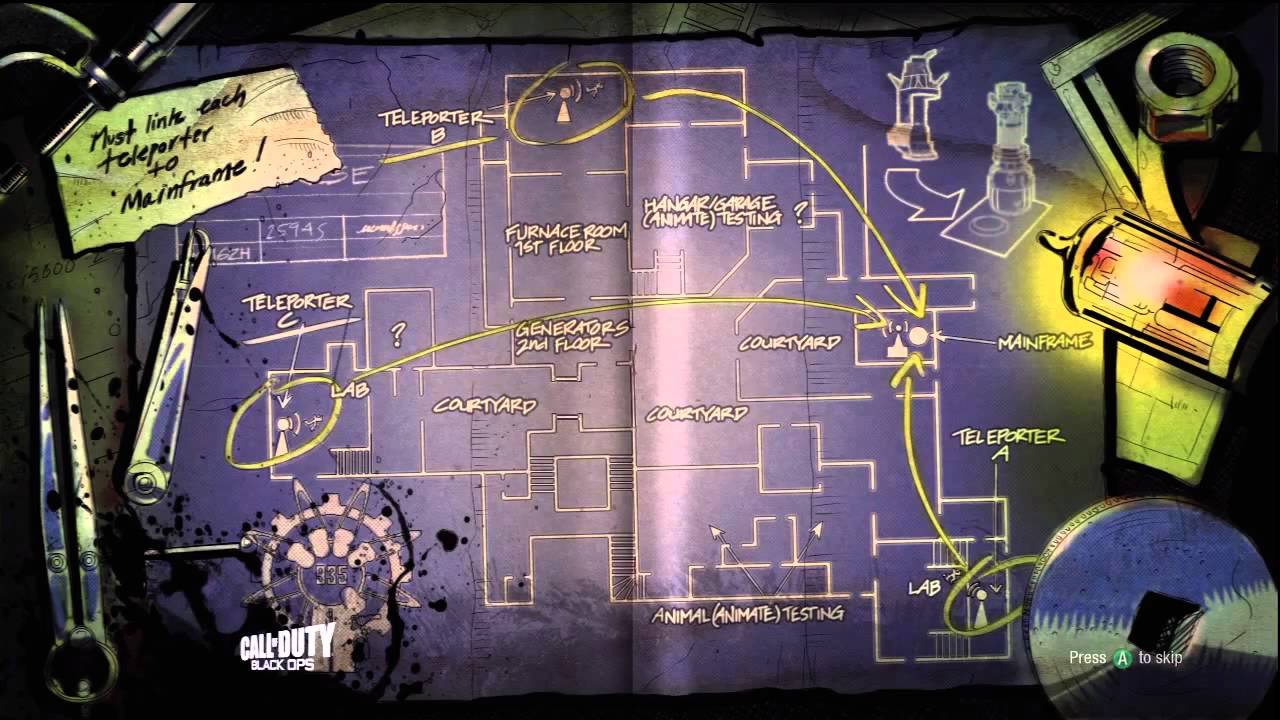 Must link each
teleporter
to
Mainframe!
TELEPORTER
B
HANGAR/GARAGE
(ANIMATE) TESTING ?
FURNACE ROOM
1ST FLOOR
TELEPORTER
C
?
GENERATORS
2nd FLOOR
COURTYARD
MAINFRAME
LAB
COURTYARD
COURTYARD
TELEPORTER
A
935
LAB
ANIMAL (ANIMATE) TESTING
CALL OF DUTY
BLACK OPS
Press A to skip